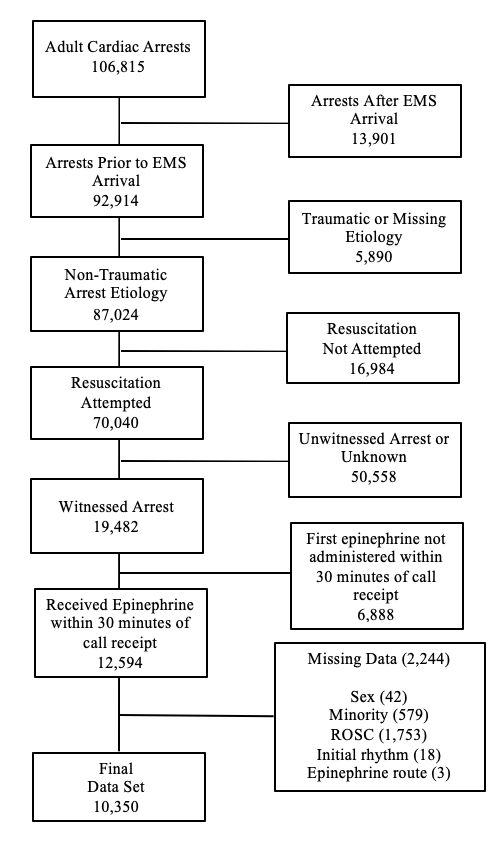 Adult Cardiac Arrests
106,815
Arrests After EMS
Arrival
13,901
Arrests Prior to EMS
Arrival
92,914
Traumatic or Missing
Etiology
5,890
Non-Traumatic
Arrest Etiology
87,024
Resuscitation
Not Attempted
16,984
Resuscitation
Attempted
70,040
Unwitnessed Arrest or
Unknown
50,558
Witnessed Arrest
19,482
First epinephrine not
administered within
30 minutes of call
receipt
6,888
Received Epinephrine
within 30 minutes of
call receipt
12,594
Missing Data (2,244)
Sex (42)
Minority (579)
ROSC (1,753)
Initial rhythm (18)
Epinephrine route (3)
Final
Data Set
10,350